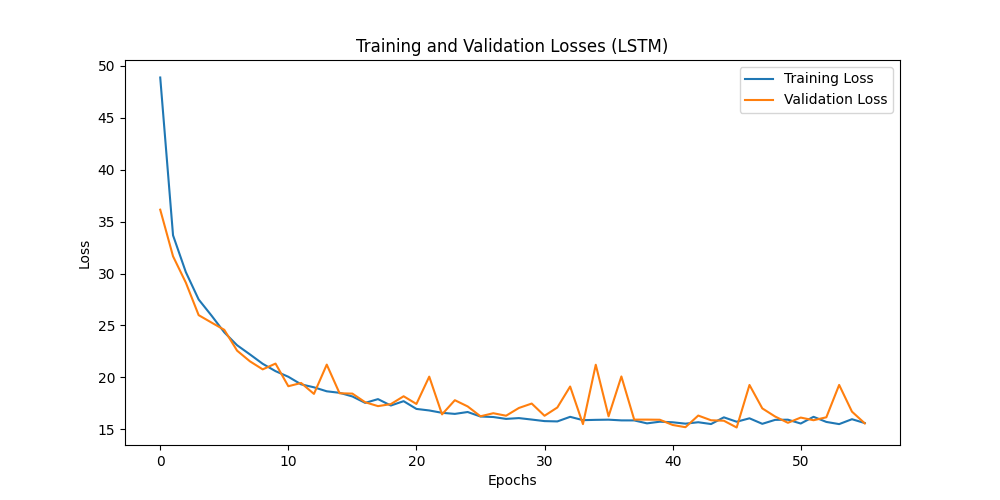 Training and Validation Losses (LSTM)
Training Loss
Validation Loss
50
45
40
35
30
25
20
15
Loss
0 10 20 30 40 50
Epochs